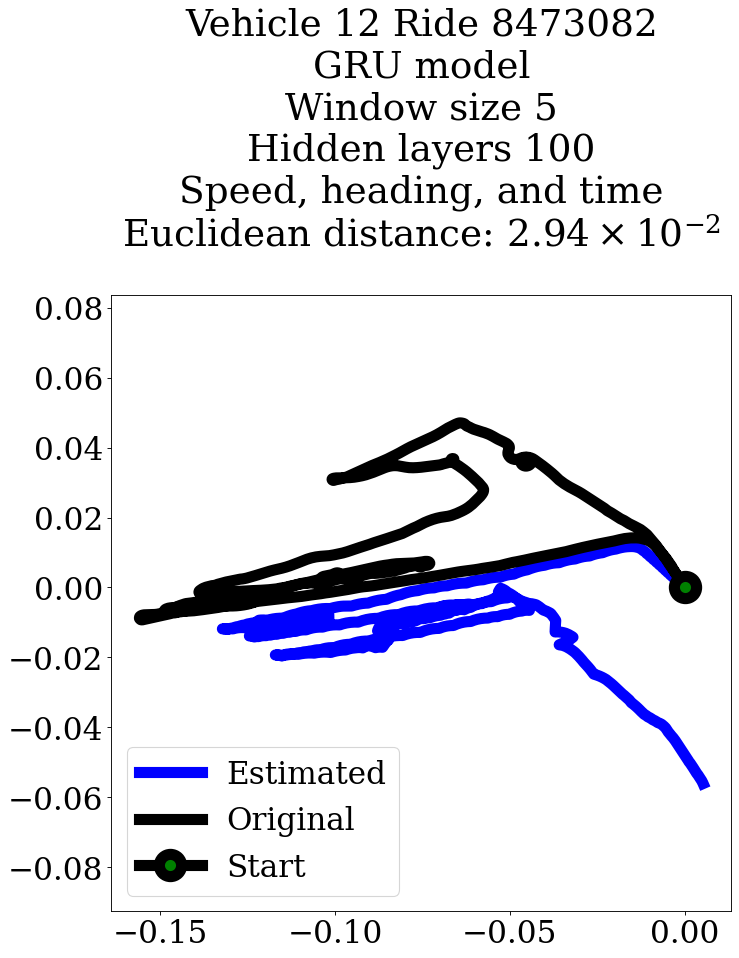 Vehicle 12 Ride 8473082
GRU model
Window size 5
Hidden layers 100
Speed, heading, and time
Euclidean distance: 2.94 × 10⁻²
0.08
0.06
0.04
0.02
0.00
−0.02
−0.04
−0.06
−0.08
Estimated
Original
Start
−0.15 −0.10 −0.05 0.00